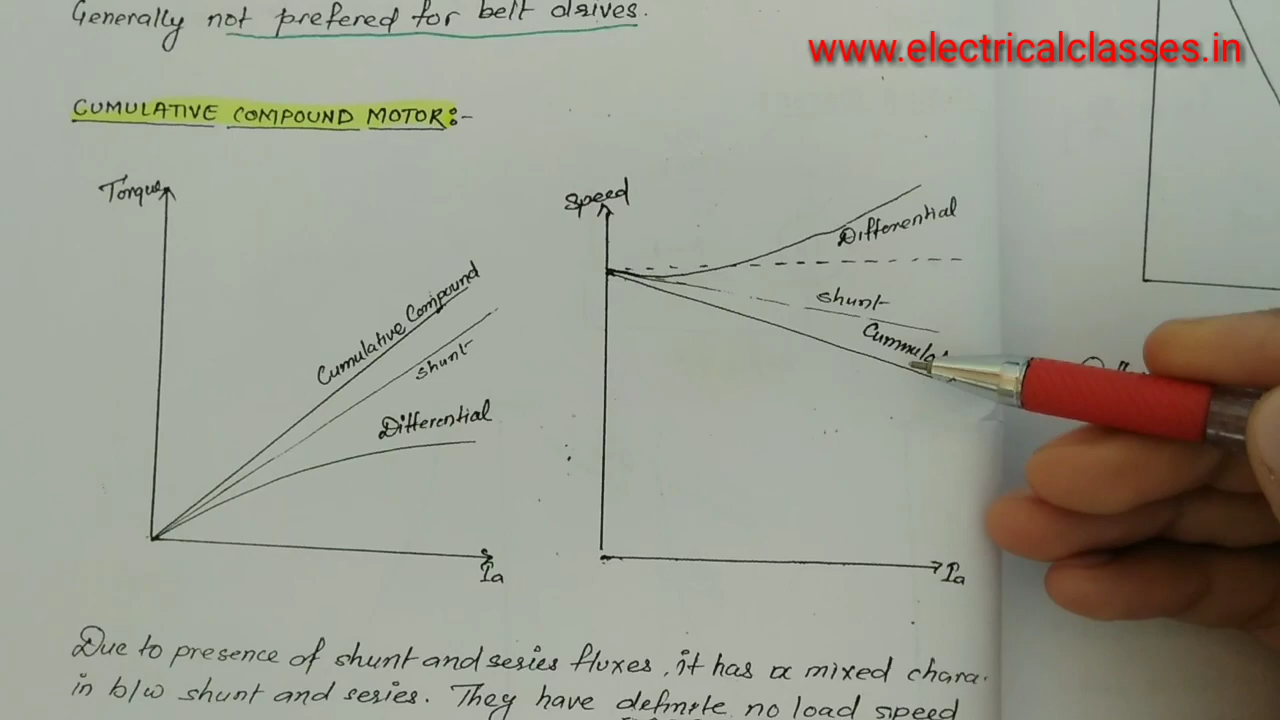 Generally not prefered for belt drives.
www.electricalclasses.in
CUMULATIVE COMPOUND MOTOR:-
Torque
Cumulative Compound
shunt
Differential
Ia
Speed
Differential
shunt
Ia
Due to presence of shunt and series fluxes, it has a mixed chara.
in b/w shunt and series. They have definite no load speed